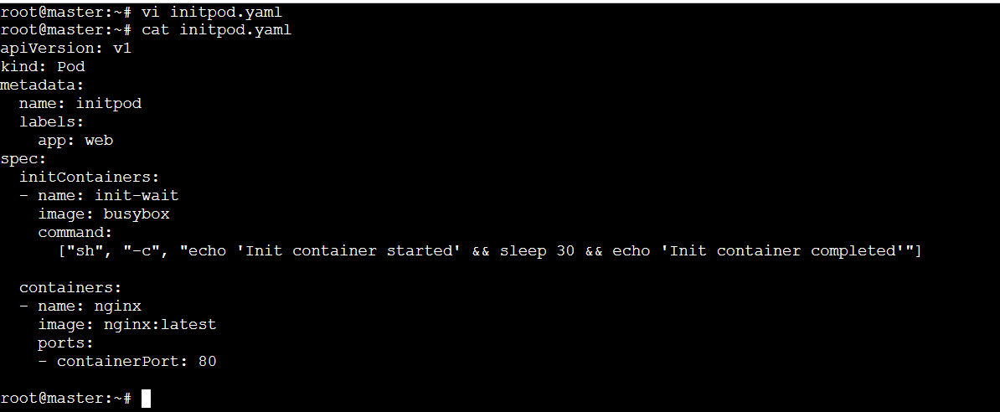 root@master:~# vi initpod.yaml
root@master:~# cat initpod.yaml
apiVersion: v1
kind: Pod
metadata:
  name: initpod
  labels:
    app: web
spec:
  initContainers:
  - name: init-wait
    image: busybox
    command:
      ["sh", "-c", "echo 'Init container started' && sleep 30 && echo 'Init container completed'"]

  containers:
  - name: nginx
    image: nginx:latest
    ports:
    - containerPort: 80

root@master:~#